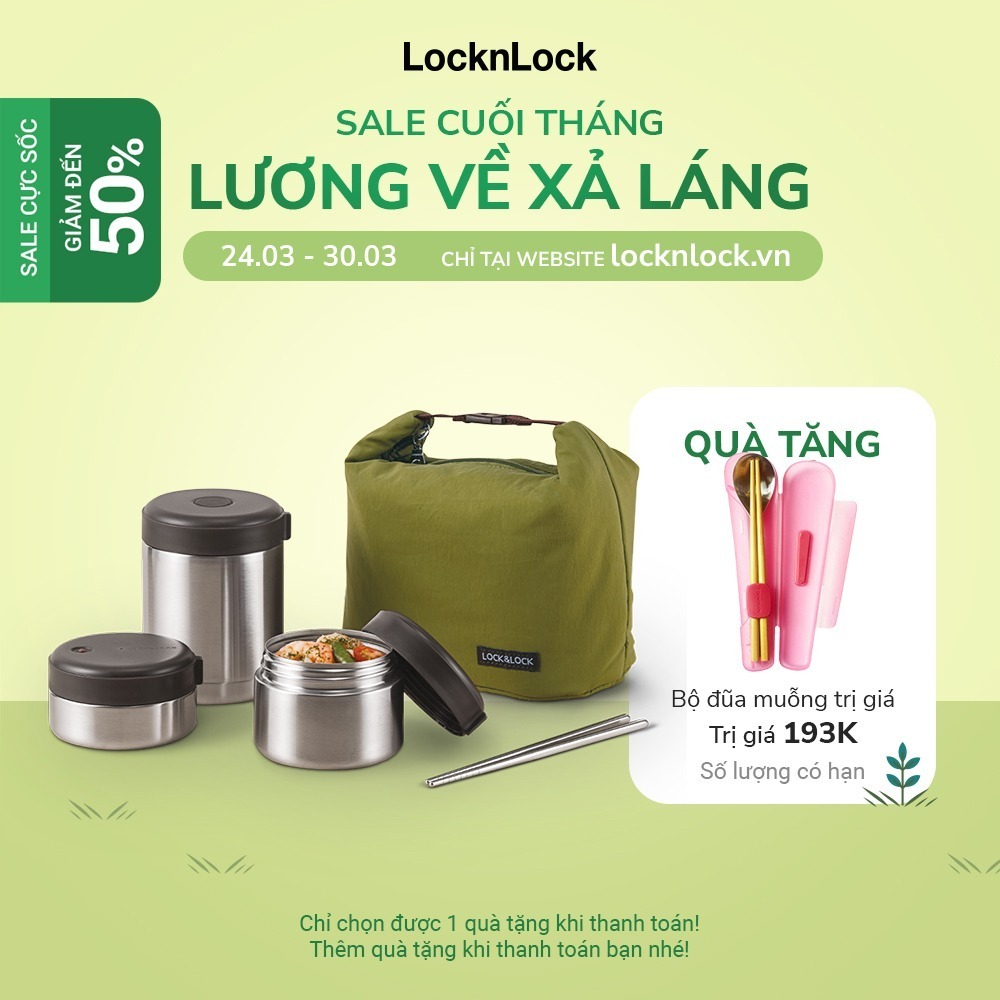 LocknLock
SALE CUỐI THÁNG
LƯƠNG VỀ XẢ LÁNG
24.03 - 30.03 CHỈ TẠI WEBSITE locknlock.vn
SALE CỰC SỐC
GIẢM ĐẾN
50%
QUÀ TẶNG
LOCK&LOCK
Bộ đũa muỗng trị giá
Trị giá 193K
Số lượng có hạn
Chỉ chọn được 1 quà tặng khi thanh toán!
Thêm quà tặng khi thanh toán bạn nhé!